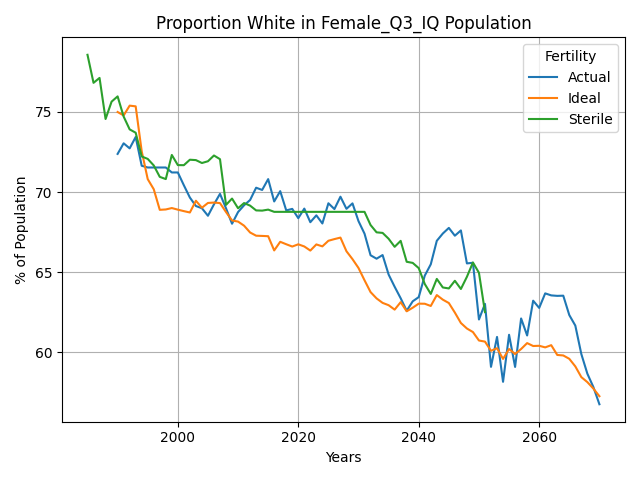 Proportion White in Female_Q3_IQ Population
Fertility
Actual
Ideal
Sterile
% of Population
75
70
65
60
2000
2020
2040
2060
Years